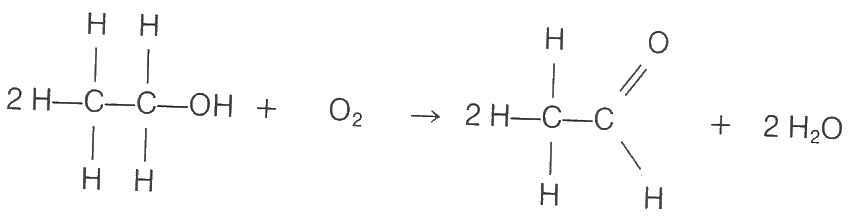 H H H O
2 H—C—C—OH + O₂ → 2 H—C—C + 2 H₂O
H H H H